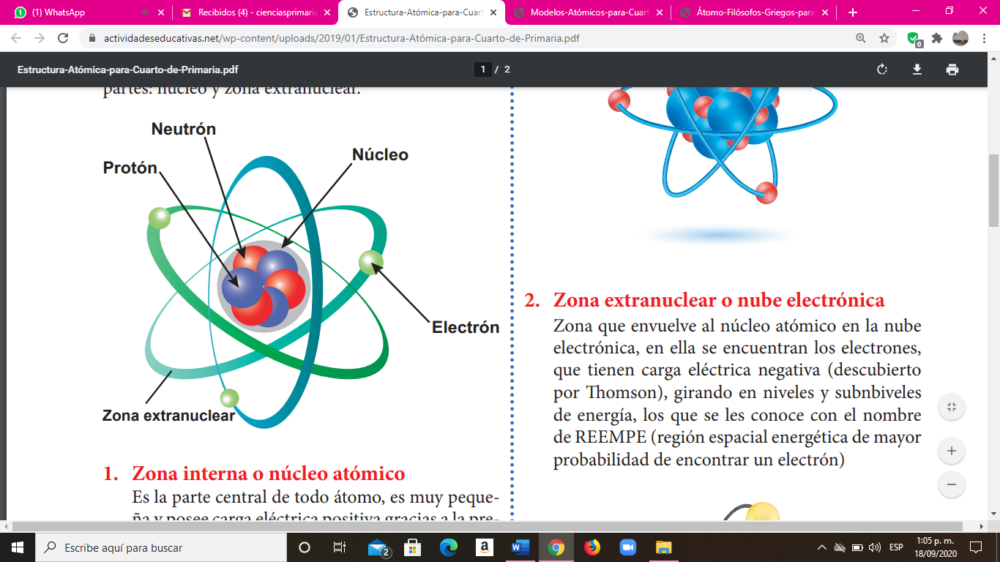 (1) WhatsApp
Recibidos (4) - cienciasprimaria
Estructura-Atómica-para-Cuart
Modelos-Atómicos-para-Cuart
Átomo-Filósofos-Griegos-para
actividadeseducativas.net/wp-content/uploads/2019/01/Estructura-Atómica-para-Cuarto-de-Primaria.pdf
0
Estructura-Atómica-para-Cuarto-de-Primaria.pdf
1 / 2
partes: núcleo y zona extranuclear.
Neutrón
Núcleo
Protón
Electrón
Zona extranuclear
1. Zona interna o núcleo atómico
Es la parte central de todo átomo, es muy peque-
ña y posee carga eléctrica positiva gracias a la pre-
2. Zona extranuclear o nube electrónica
Zona que envuelve al núcleo atómico en la nube
electrónica, en ella se encuentran los electrones,
que tienen carga eléctrica negativa (descubierto
por Thomson), girando en niveles y subnbiveles
de energía, los que se les conoce con el nombre
de REEMPE (región espacial energética de mayor
probabilidad de encontrar un electrón)
Escribe aquí para buscar
2
ESP
1:05 p. m.
18/09/2020